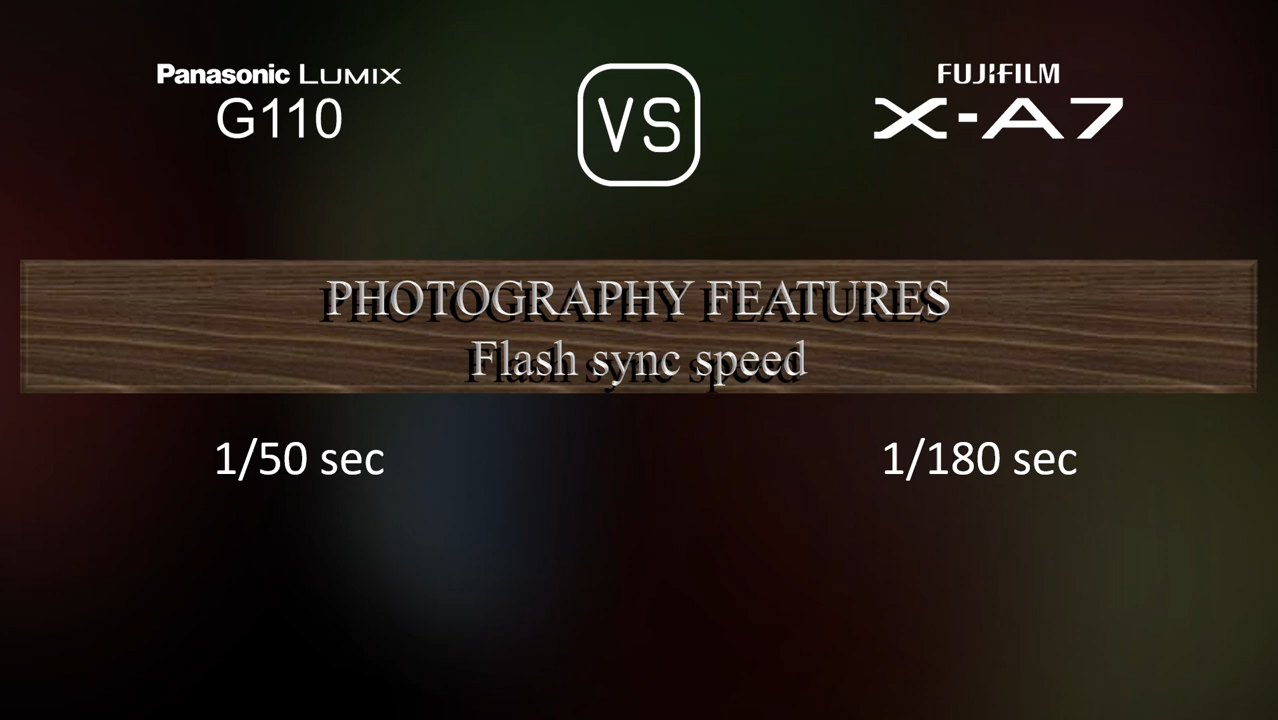 Panasonic LUMIX
G110
VS
FUJIFILM
X-A7
PHOTOGRAPHY FEATURES
Flash sync speed
1/50 sec
1/180 sec